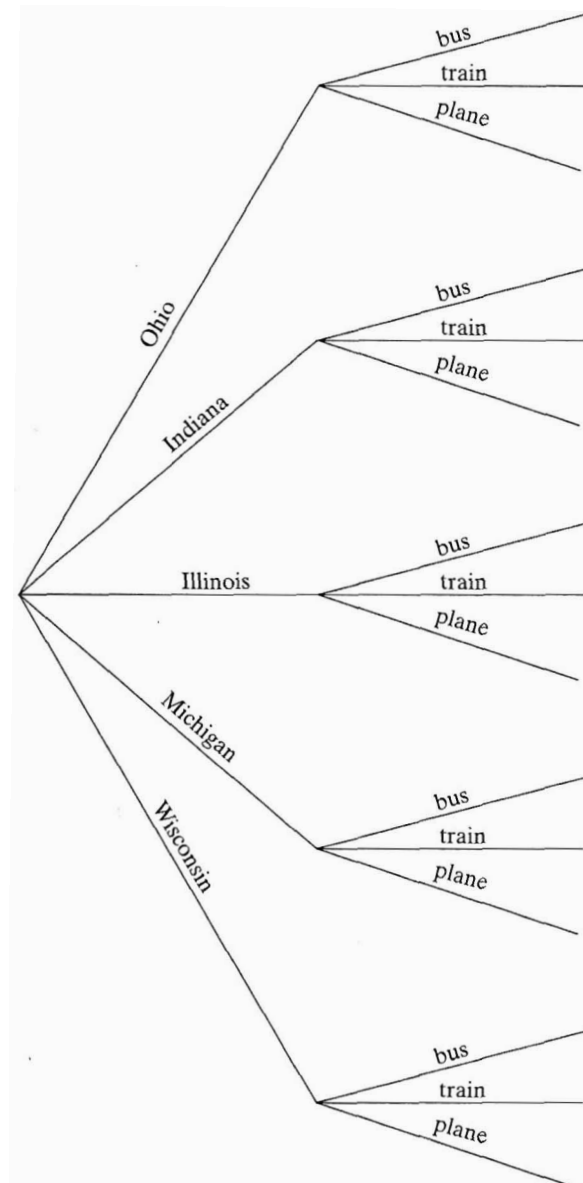 bus
train
plane
Ohio
bus
train
plane
Indiana
bus
train
plane
Illinois
bus
train
plane
Michigan
bus
train
plane
Wisconsin